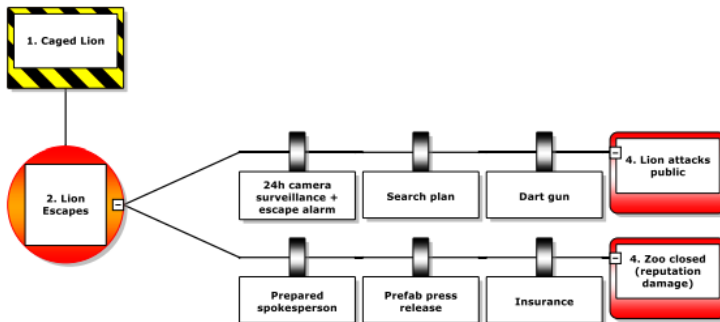 1. Caged Lion
2. Lion
Escapes
24h camera
surveillance +
escape alarm
Search plan
Dart gun
4. Lion attacks
public
Prepared
spokesperson
Prefab press
release
Insurance
4. Zoo closed
(reputation
damage)